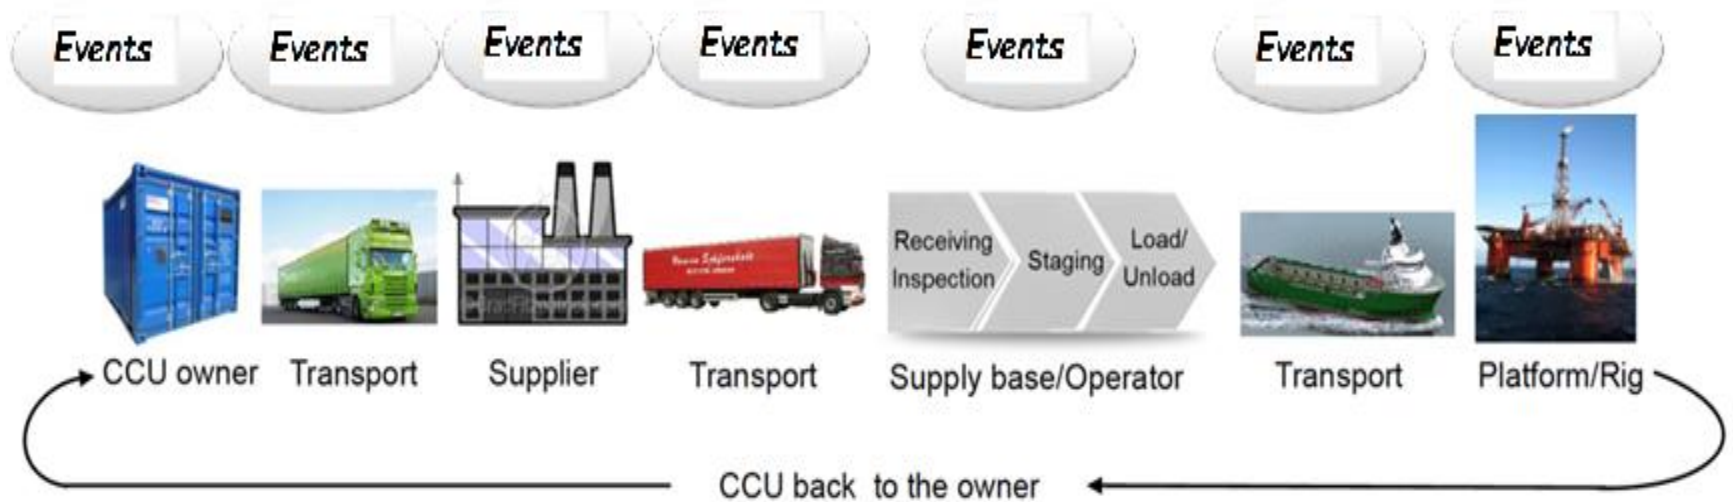 Events
Events
Events
Events
Events
Events
Events
Receiving
Inspection
Staging
Load/
Unload
CCU owner
Transport
Supplier
Transport
Supply base/Operator
Transport
Platform/Rig
CCU back to the owner